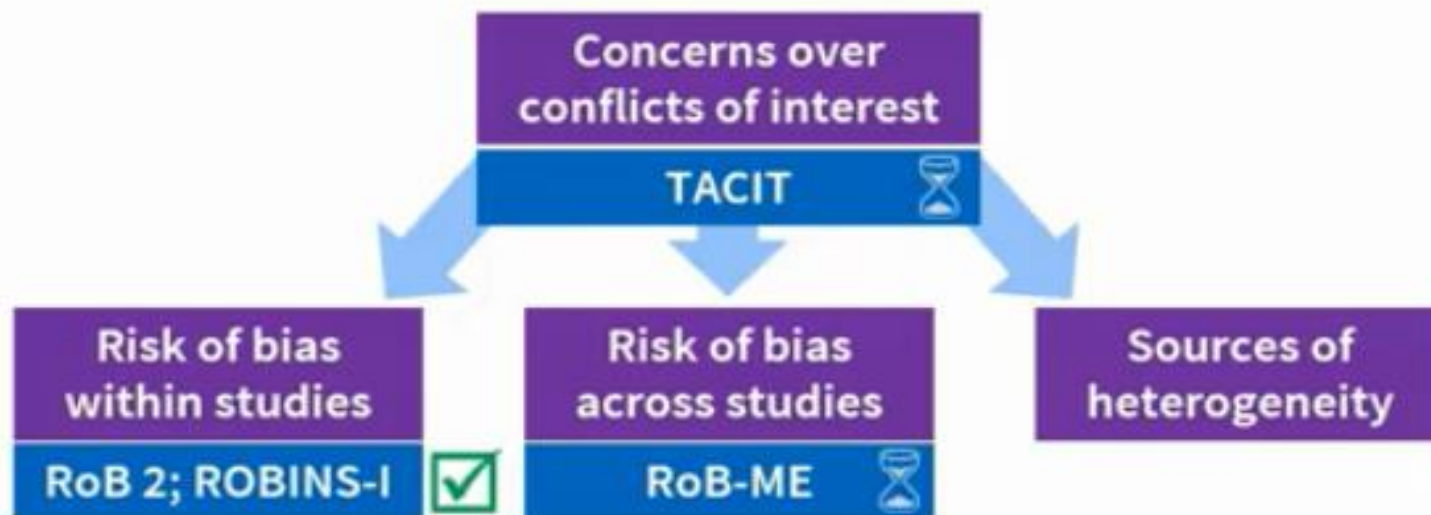 Concerns over
conflicts of interest
TACIT
Risk of bias
within studies
RoB 2; ROBINS-I
Risk of bias
across studies
RoB-ME
Sources of
heterogeneity